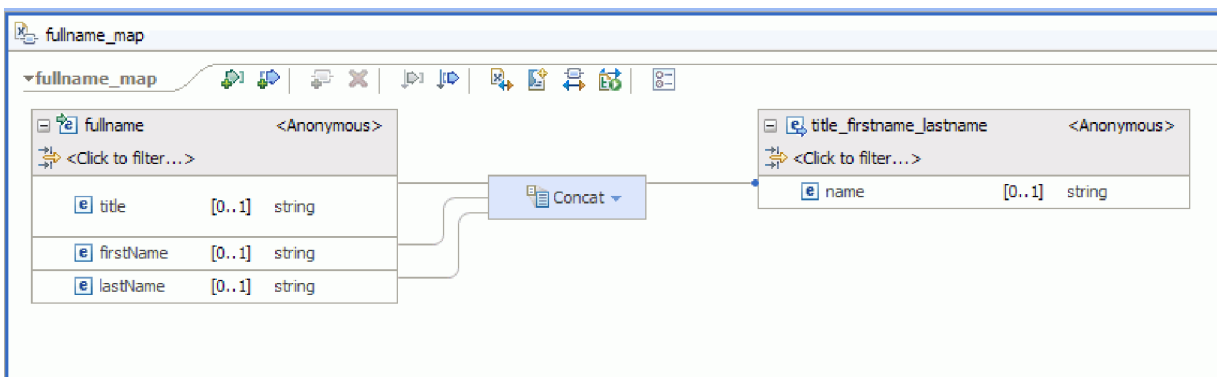 fullname_map
fullname_map
fullname <Anonymous>
<Click to filter...>
title [0..1] string
firstName [0..1] string
lastName [0..1] string
Concat
title_firstname_lastname <Anonymous>
<Click to filter...>
name [0..1] string